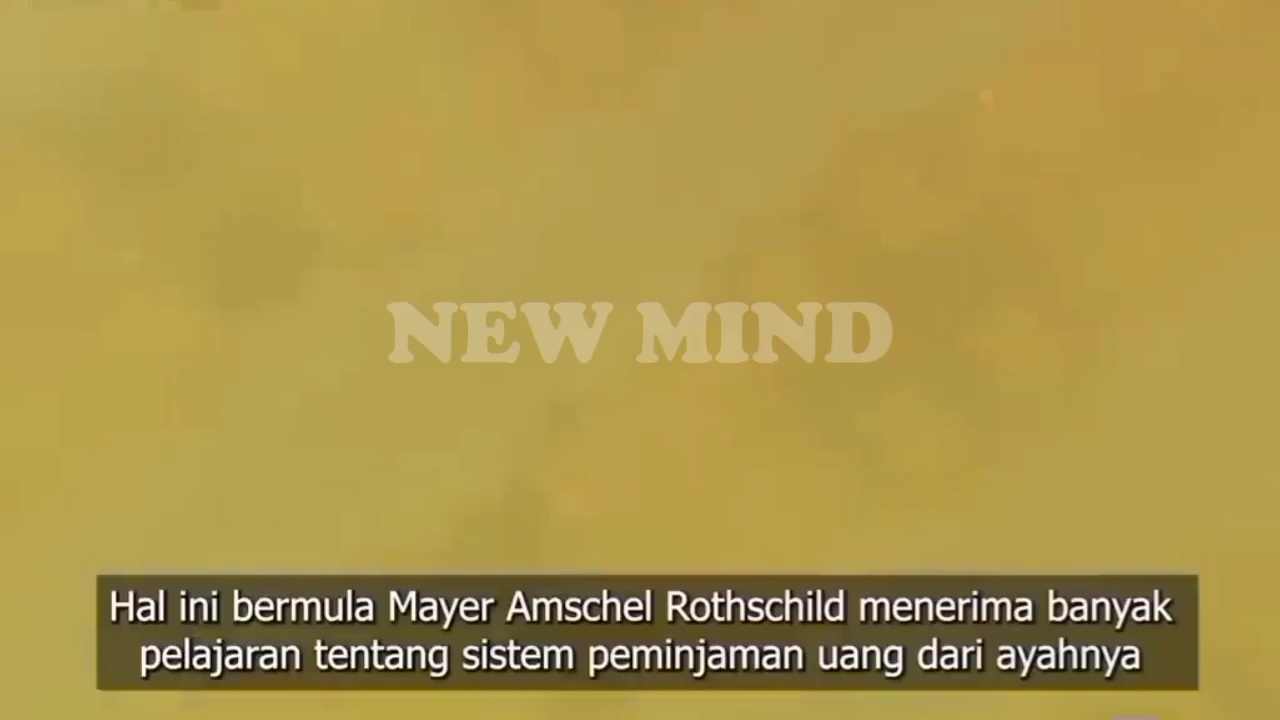 NEW MIND
Hal ini bermula Mayer Amschel Rothschild menerima banyak
pelajaran tentang sistem peminjaman uang dari ayahnya